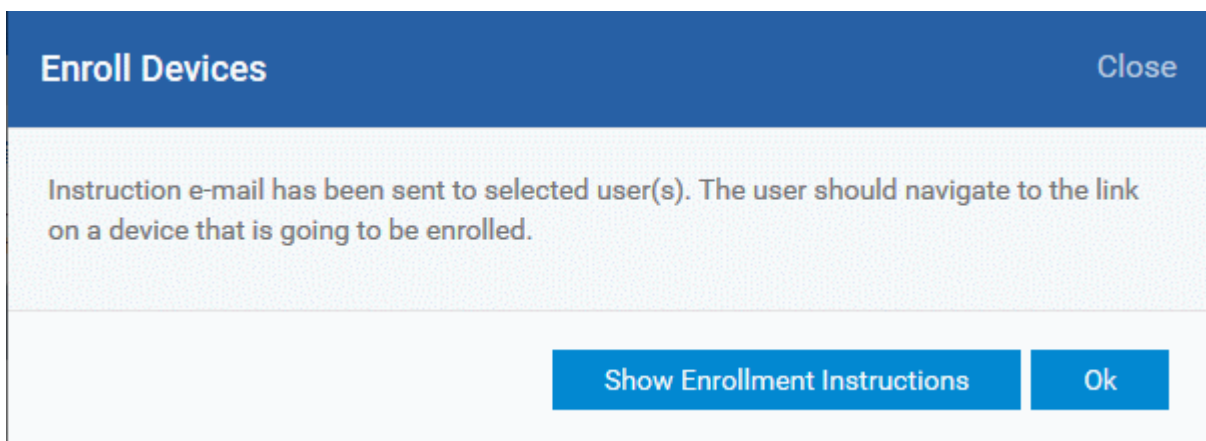 Enroll Devices
Close
Instruction e-mail has been sent to selected user(s). The user should navigate to the link
on a device that is going to be enrolled.
Show Enrollment Instructions
Ok